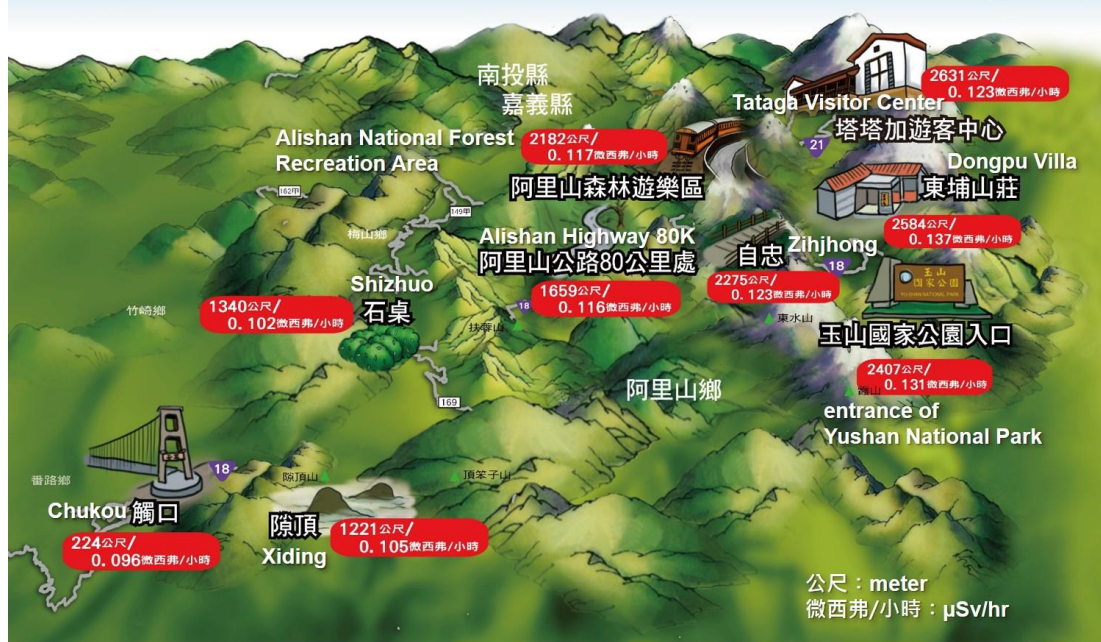 南投縣
嘉義縣
2631公尺/
0.123微西弗/小時
Tataga Visitor Center
塔塔加遊客中心
21
Alishan National Forest
Recreation Area
2182公尺/
0.117微西弗/小時
阿里山森林遊樂區
Dongpu Villa
東埔山莊
2584公尺/
0.137微西弗/小時
162甲
149甲
梅山鄉
Alishan Highway 80K
阿里山公路80公里處
1659公尺/
0.116微西弗/小時
18
自忠 Zihjhong
18
2275公尺/
0.123微西弗/小時
玉山
國家公園
YUSHAN NATIONAL PARK
玉山國家公園入口
2407公尺/
0.131微西弗/小時
entrance of
Yushan National Park
東水山
Shizhuo
石桌
1340公尺/
0.102微西弗/小時
竹崎鄉
扶蓉山
169
阿里山鄉
18
番路鄉
Chukou 觸口
224公尺/
0.096微西弗/小時
隙頂山
頂笨子山
隙頂
Xiding
1221公尺/
0.105微西弗/小時
公尺：meter
微西弗/小時：μSv/hr